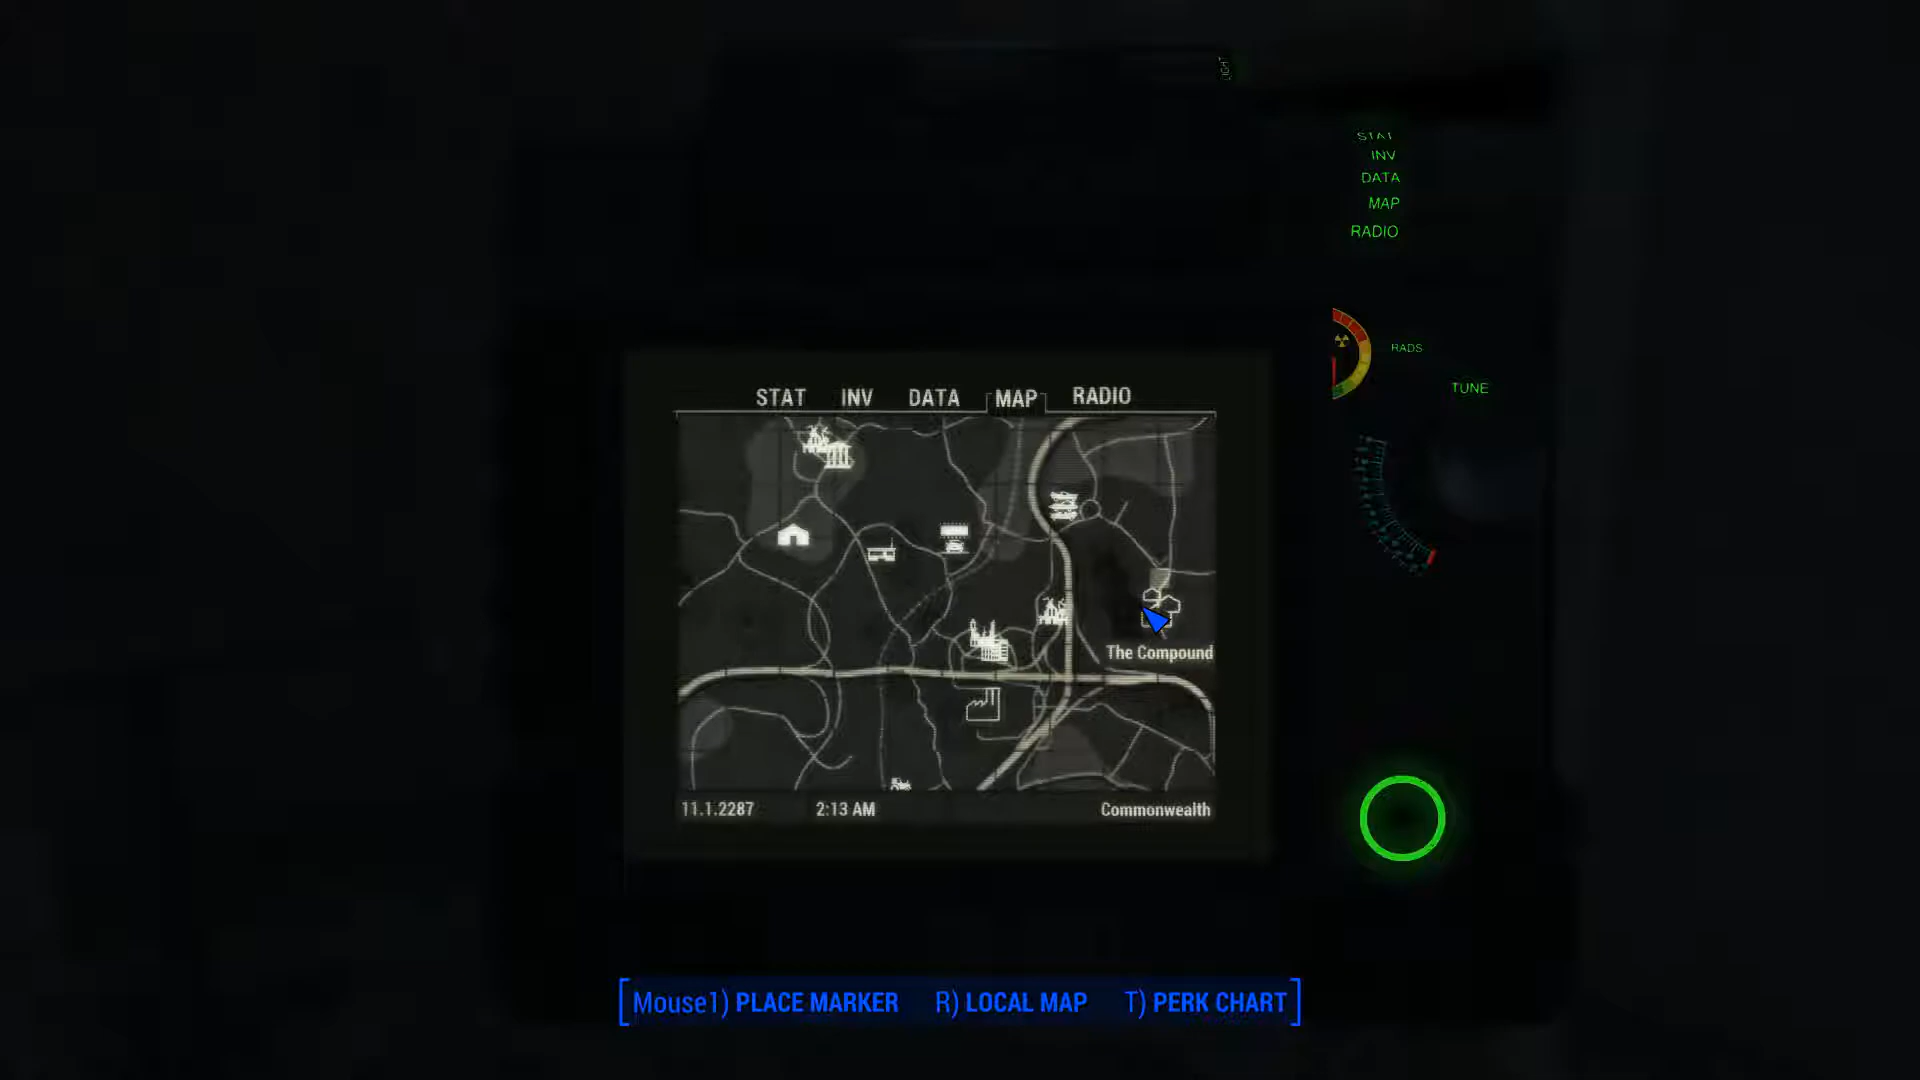 LIGHT
STAT
INV
DATA
MAP
RADIO
RADS
TUNE
STAT INV DATA MAP RADIO
The Compound
11.1.2287 2:13 AM Commonwealth
[Mouse1) PLACE MARKER R) LOCAL MAP T) PERK CHART]